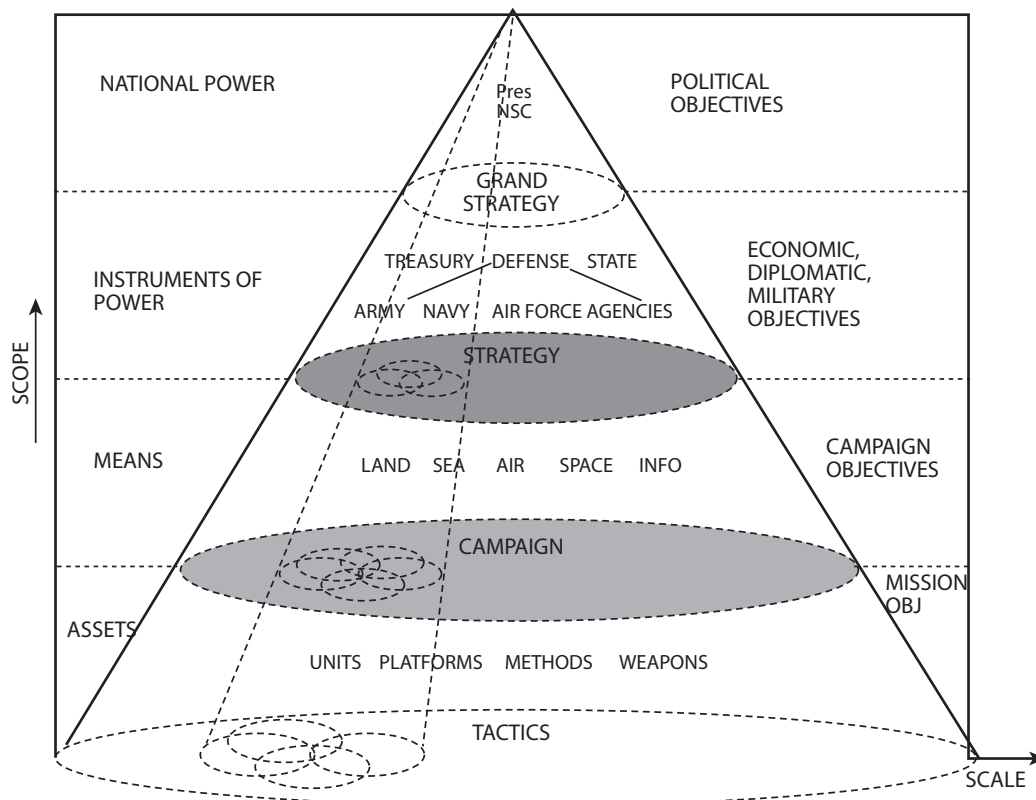 NATIONAL POWER
Pres
NSC
POLITICAL
OBJECTIVES
GRAND
STRATEGY
INSTRUMENTS OF
POWER
TREASURY DEFENSE STATE
ARMY NAVY AIR FORCE AGENCIES
ECONOMIC,
DIPLOMATIC,
MILITARY
OBJECTIVES
STRATEGY
SCOPE
MEANS
LAND SEA AIR SPACE INFO
CAMPAIGN
OBJECTIVES
CAMPAIGN
MISSION
OBJ
ASSETS
UNITS PLATFORMS METHODS WEAPONS
TACTICS
SCALE